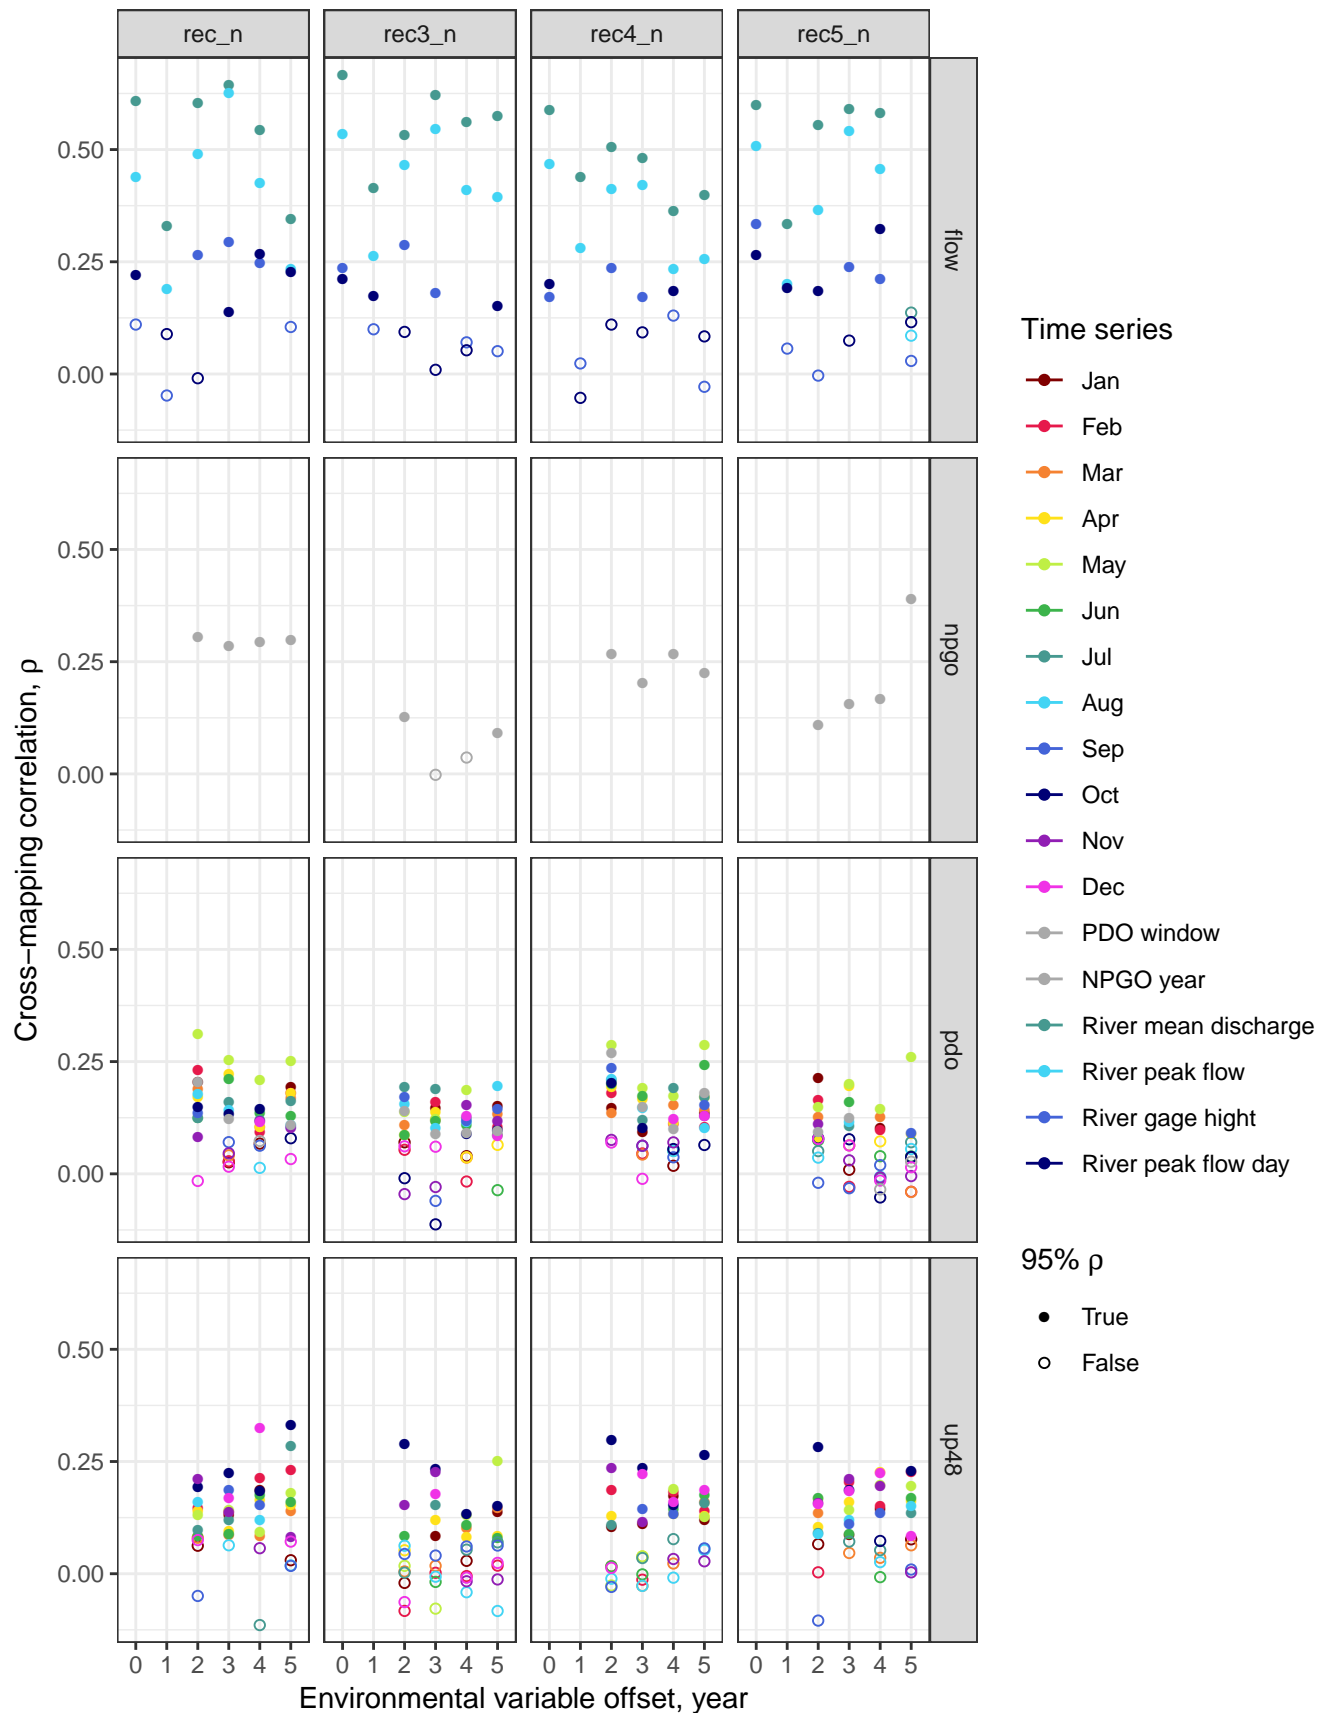 rec_n rec3_n rec4_n rec5_n
0.50
0.25
0.00
flow
0.50
0.25
0.00
npgo
0.50
0.25
0.00
pdo
0.50
0.25
0.00
up48
Cross−mapping correlation, ρ
0 1 2 3 4 5 0 1 2 3 4 5 0 1 2 3 4 5 0 1 2 3 4 5
Environmental variable offset, year
Time series
Jan
Feb
Mar
Apr
May
Jun
Jul
Aug
Sep
Oct
Nov
Dec
PDO window
NPGO year
River mean discharge
River peak flow
River gage hight
River peak flow day
95% ρ
True
False